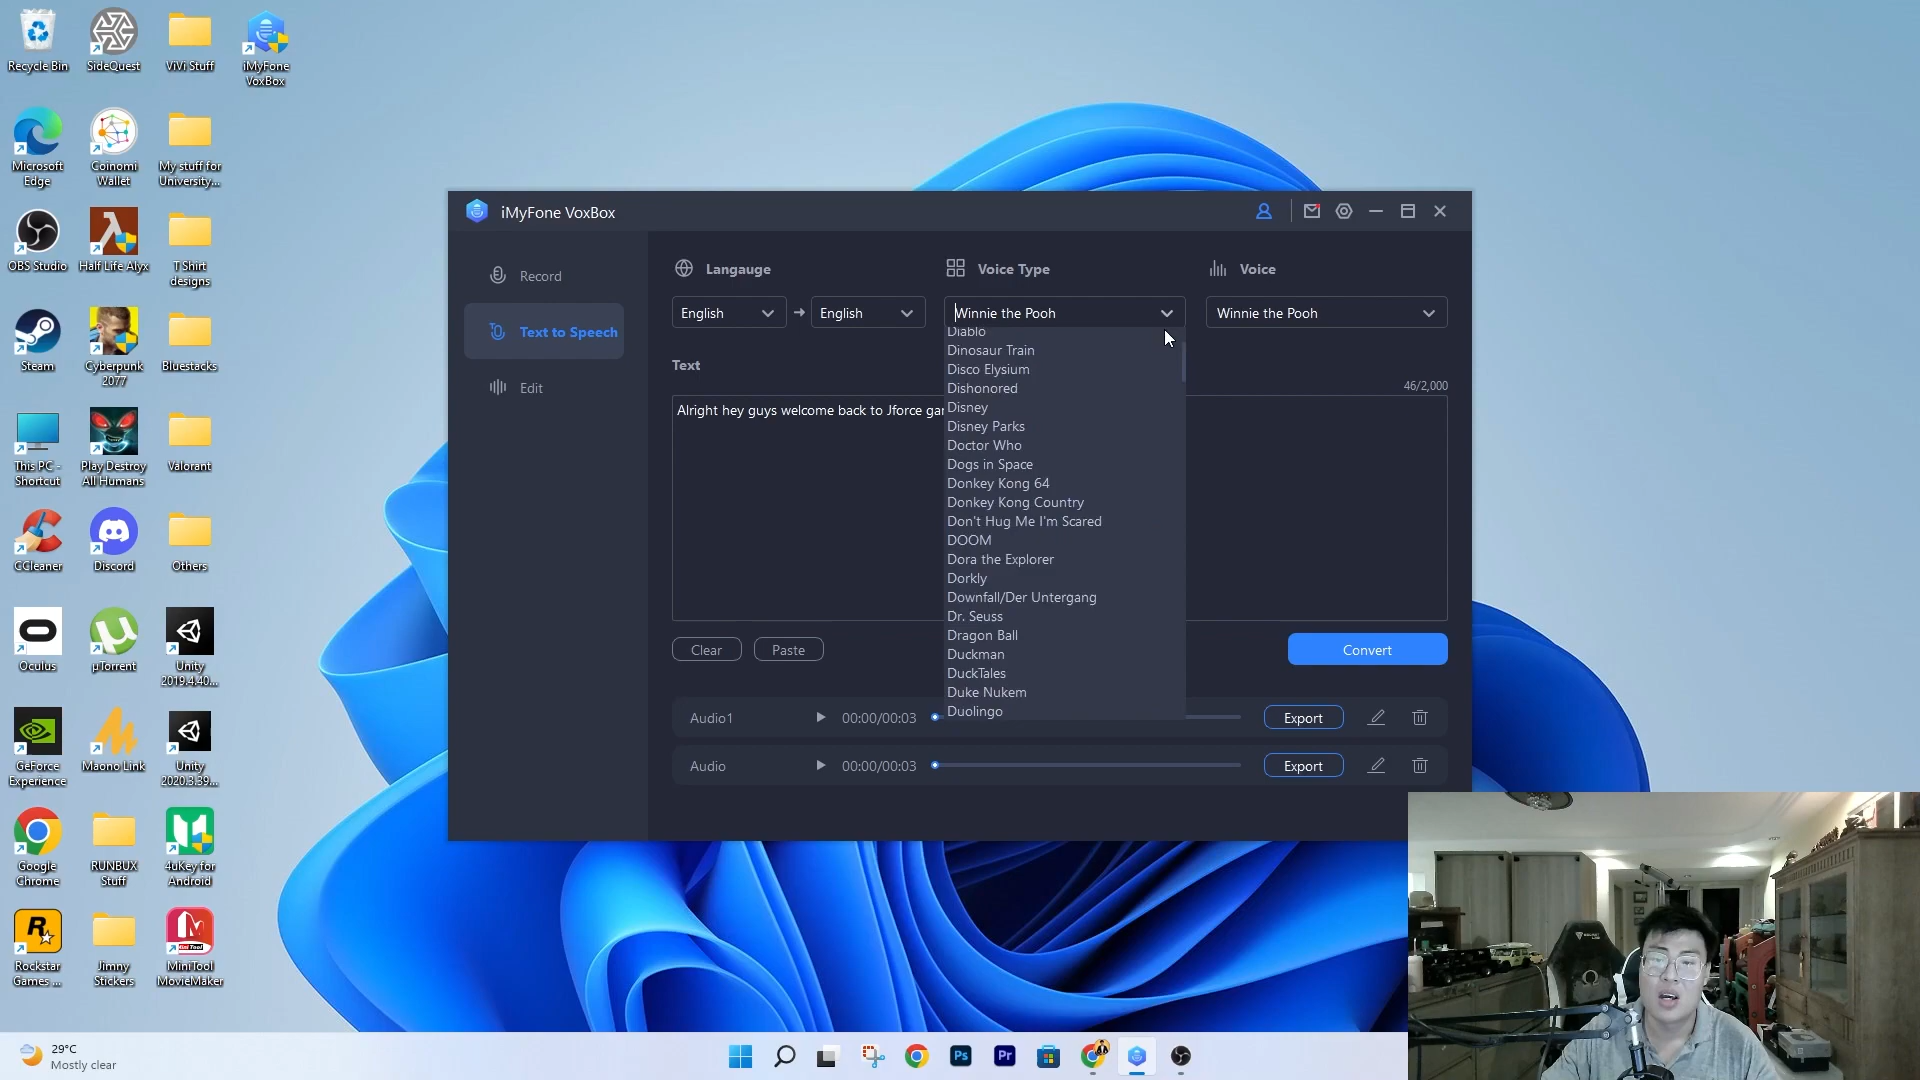 Recycle Bin
SideQuest
ViVi Stuff
iMyFone
VoxBox
Microsoft
Edge
Coinomi
Wallet
My stuff for
University...
OBS Studio
Half Life Alyx
T Shirt
designs
Steam
Cyberpunk
2077
Bluestacks
This PC -
Shortcut
Play Destroy
All Humans
Valorant
CCleaner
Discord
Others
Oculus
µTorrent
Unity
2019.4.40...
GeForce
Experience
Maono Link
Unity
2020.3.39...
Google
Chrome
RUNBUX
Stuff
4uKey for
Android
Rockstar
Games ...
Jimny
Stickers
MiniTool
MovieMaker
iMyFone VoxBox
Record
Text to Speech
Edit
Langauge
Voice Type
Voice
English
English
Winnie the Pooh
Winnie the Pooh
Text
46/2,000
Alright hey guys welcome back to Jforce gar
Diablo
Dinosaur Train
Disco Elysium
Dishonored
Disney
Disney Parks
Doctor Who
Dogs in Space
Donkey Kong 64
Donkey Kong Country
Don't Hug Me I'm Scared
DOOM
Dora the Explorer
Dorkly
Downfall/Der Untergang
Dr. Seuss
Dragon Ball
Duckman
DuckTales
Duke Nukem
Duolingo
Clear
Paste
Convert
Audio1
00:00/00:03
Export
Audio
00:00/00:03
Export
29°C
Mostly clear
Ps
Pr